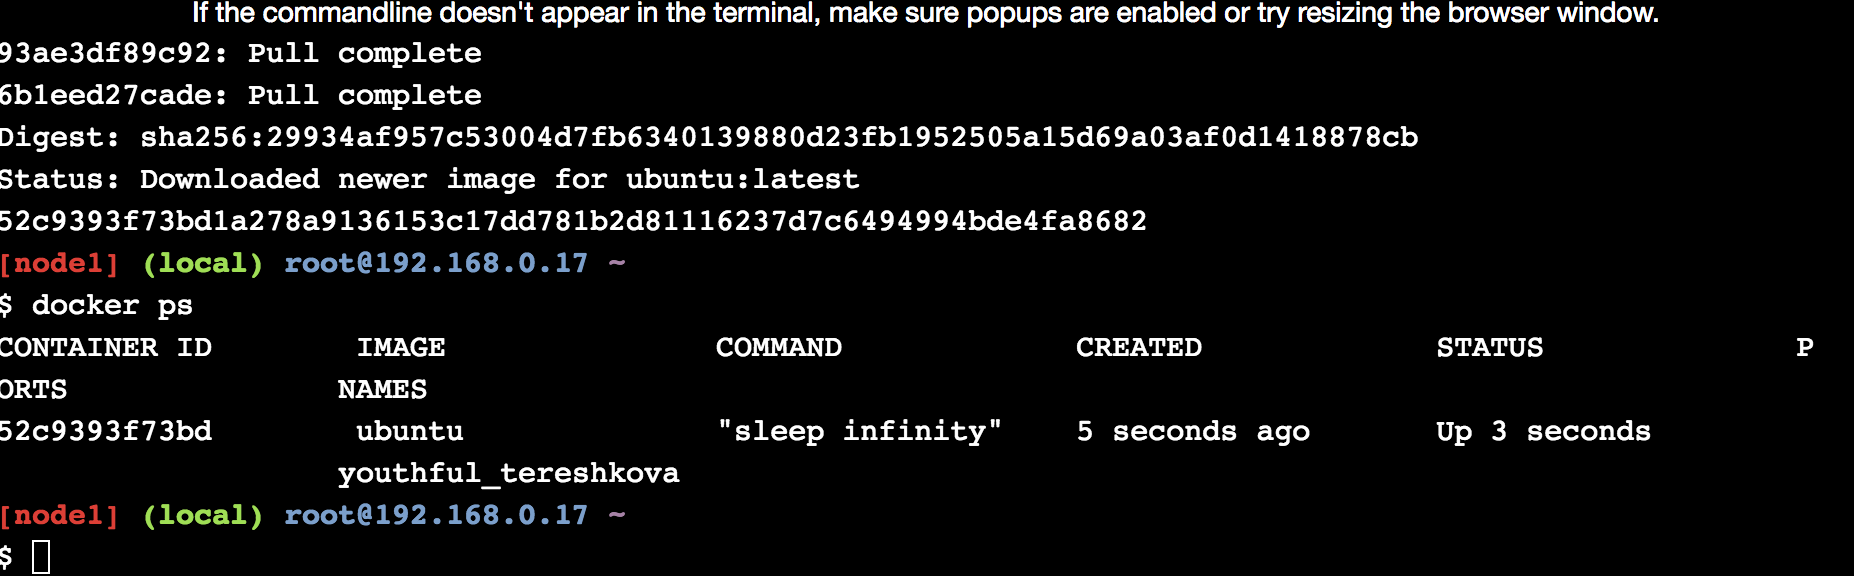 If the commandline doesn't appear in the terminal, make sure popups are enabled or try resizing the browser window.
93ae3df89c92: Pull complete
6b1eed27cade: Pull complete
Digest: sha256:29934af957c53004d7fb6340139880d23fb1952505a15d69a03af0d1418878cb
Status: Downloaded newer image for ubuntu:latest
52c9393f73bd1a278a9136153c17dd781b2d81116237d7c6494994bde4fa8682
[node1] (local) root@192.168.0.17 ~
$ docker ps
CONTAINER ID IMAGE COMMAND CREATED STATUS P
ORTS NAMES
52c9393f73bd ubuntu "sleep infinity" 5 seconds ago Up 3 seconds
youthful_tereshkova
[node1] (local) root@192.168.0.17 ~
$